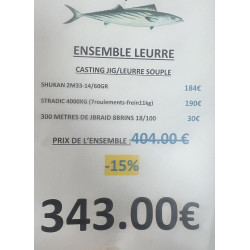 ENSEMBLE LEURRE
CASTING JIG/LEURRE SOUPLE
SHUKAN 2M33-14/60GR 184€
STRADIC 4000XG (7roulements-frein11kg) 190€
300 METRES DE JBRAID 8BRINS 18/100 30€
PRIX DE L'ENSEMBLE 404.00 €
-15%
343.00€